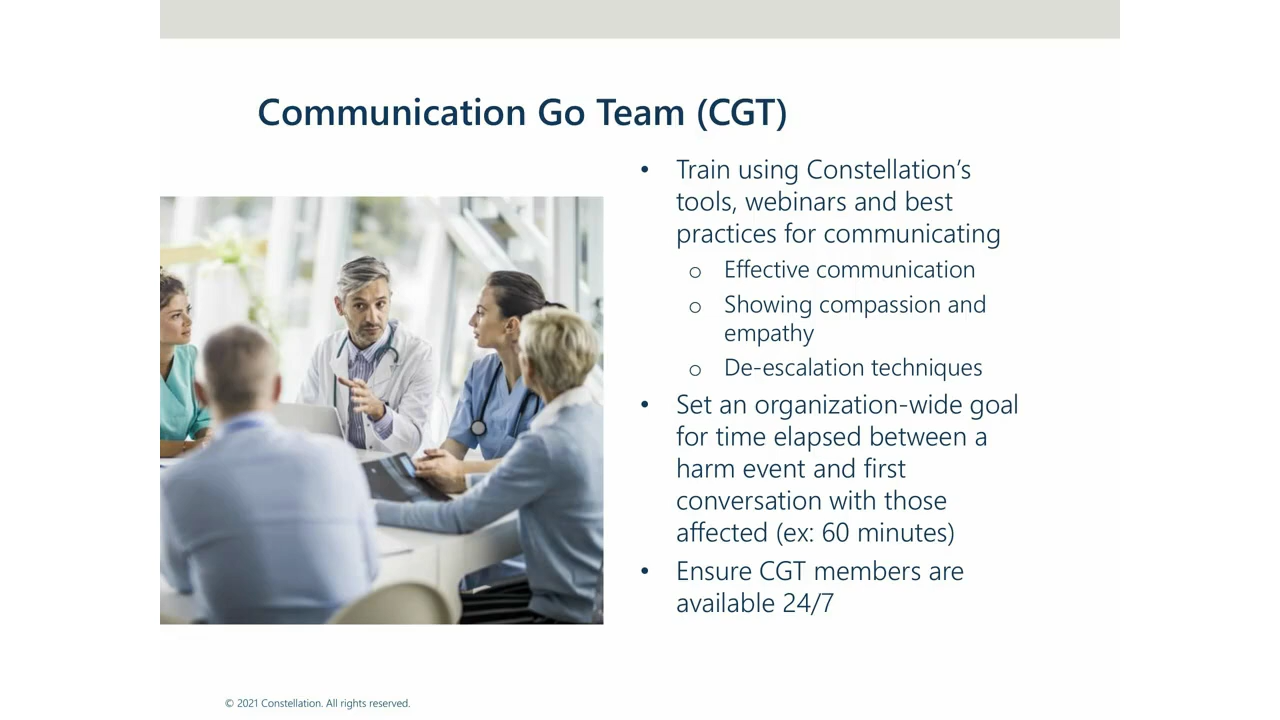 Communication Go Team (CGT)
• Train using Constellation’s
tools, webinars and best
practices for communicating
o Effective communication
o Showing compassion and
empathy
o De-escalation techniques
• Set an organization-wide goal
for time elapsed between a
harm event and first
conversation with those
affected (ex: 60 minutes)
• Ensure CGT members are
available 24/7
© 2021 Constellation. All rights reserved.